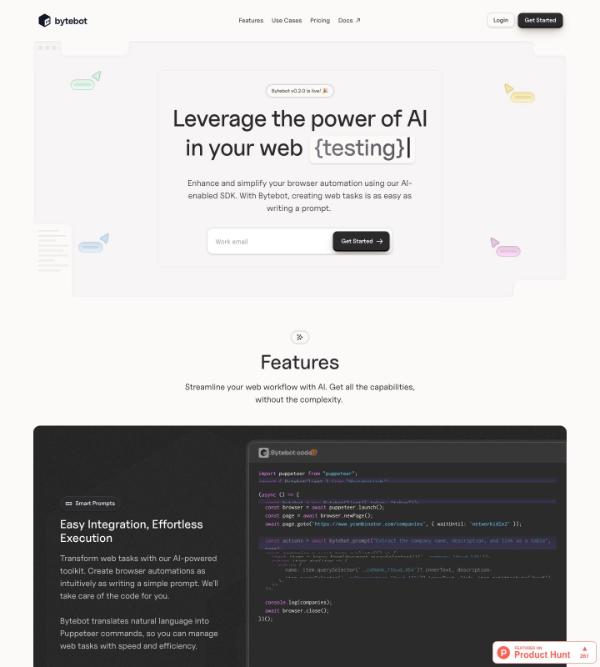 bytebot
Features Use Cases Pricing Docs ↗
Login Get Started
Bytebot v0.2.0 is live! 🎉
Leverage the power of AI
in your web {testing}|
Enhance and simplify your browser automation using our AI-
enabled SDK. With Bytebot, creating web tasks is as easy as
writing a prompt.
Work email
Get Started →
Features
Streamline your web workflow with AI. Get all the capabilities,
without the complexity.
Smart Prompts
Easy Integration, Effortless
Execution
Transform web tasks with our AI-powered
toolkit. Create browser automations as
intuitively as writing a simple prompt. We'll
take care of the code for you.
Bytebot translates natural language into
Puppeteer commands, so you can manage
web tasks with speed and efficiency.
Bytebot code
import puppeteer from "puppeteer";
(async () => {
const browser = await puppeteer.launch();
const page = await browser.newPage();
await page.goto('https://www.ycombinator.com/companies', { waitUntil: 'networkidle2' });
const actions = await bytebot.prompt("Extract the company name, description, and link as a table",
console.log(companies);
await browser.close();
})();
FEATURED ON
Product Hunt
261